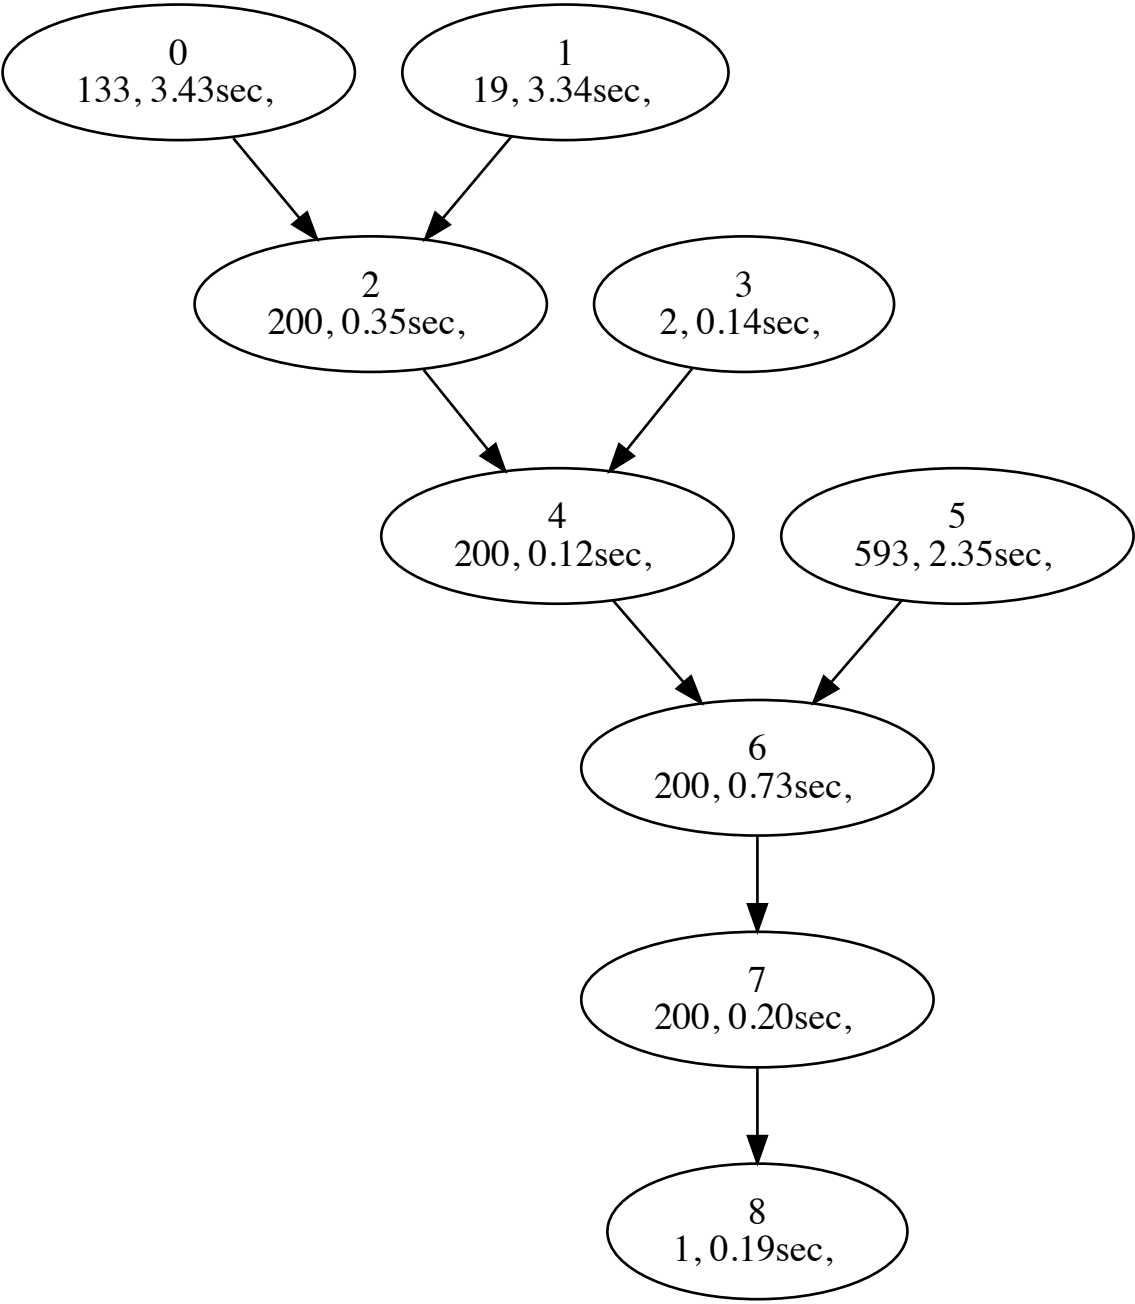 0
133, 3.43sec,
1
19, 3.34sec,
2
200, 0.35sec,
3
2, 0.14sec,
4
200, 0.12sec,
5
593, 2.35sec,
6
200, 0.73sec,
7
200, 0.20sec,
8
1, 0.19sec,